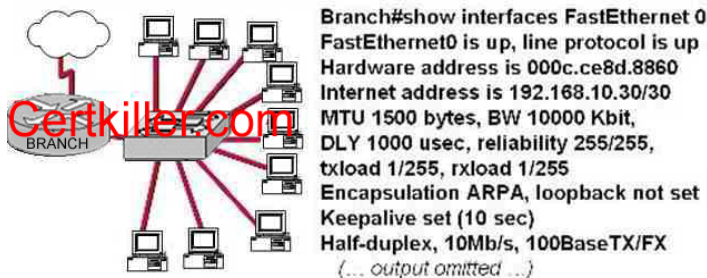 Certkiller.com
BRANCH
Branch#show interfaces FastEthernet 0
FastEthernet0 is up, line protocol is up
Hardware address is 000c.ce8d.8860
Internet address is 192.168.10.30/30
MTU 1500 bytes, BW 10000 Kbit,
DLY 1000 usec, reliability 255/255,
txload 1/255, rxload 1/255
Encapsulation ARPA, loopback not set
Keepalive set (10 sec)
Half-duplex, 10Mb/s, 100BaseTX/FX
(... output omitted ...)